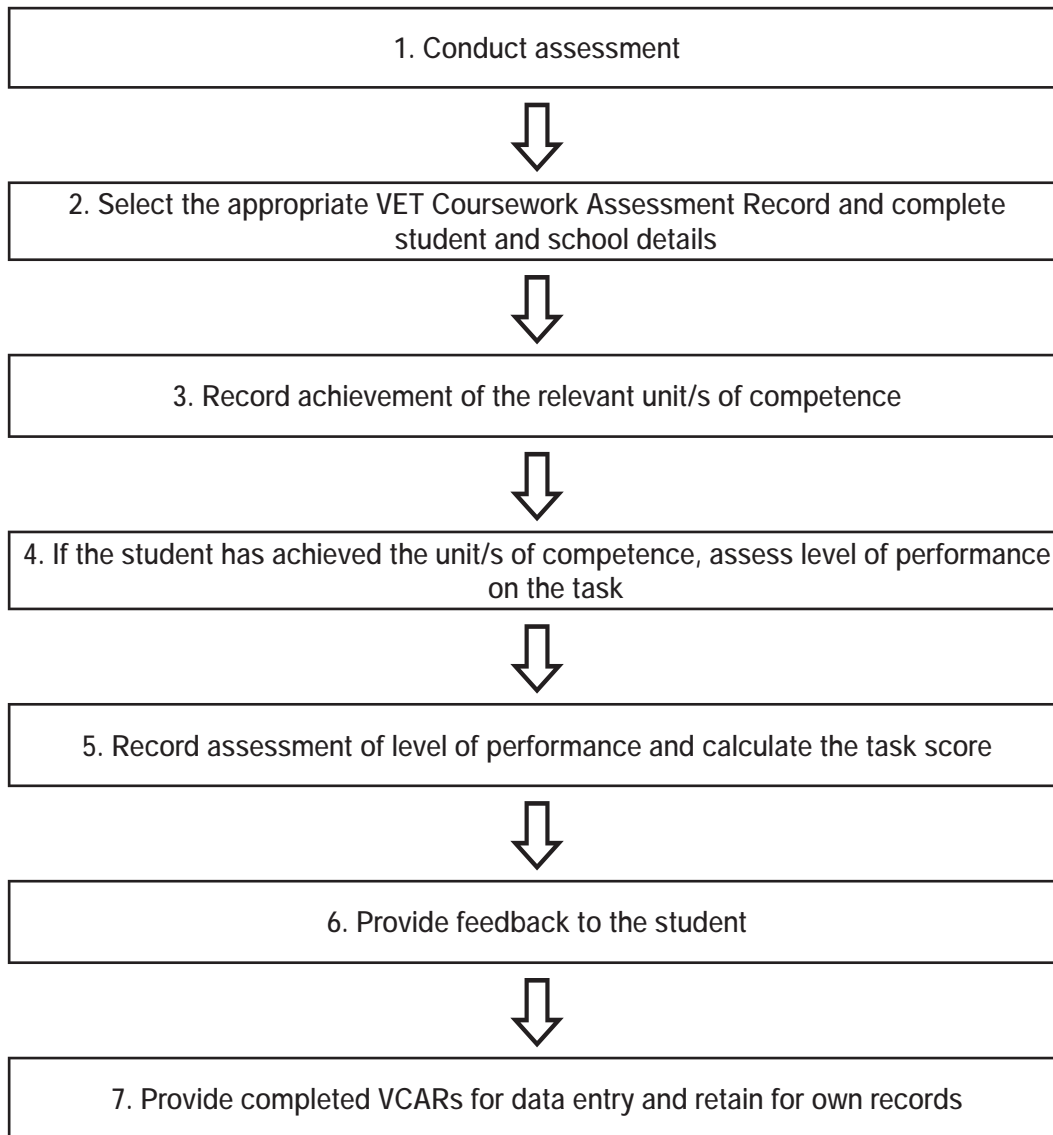 1. Conduct assessment
2. Select the appropriate VET Coursework Assessment Record and complete
student and school details
3. Record achievement of the relevant unit/s of competence
4. If the student has achieved the unit/s of competence, assess level of performance
on the task
5. Record assessment of level of performance and calculate the task score
6. Provide feedback to the student
7. Provide completed VCARs for data entry and retain for own records